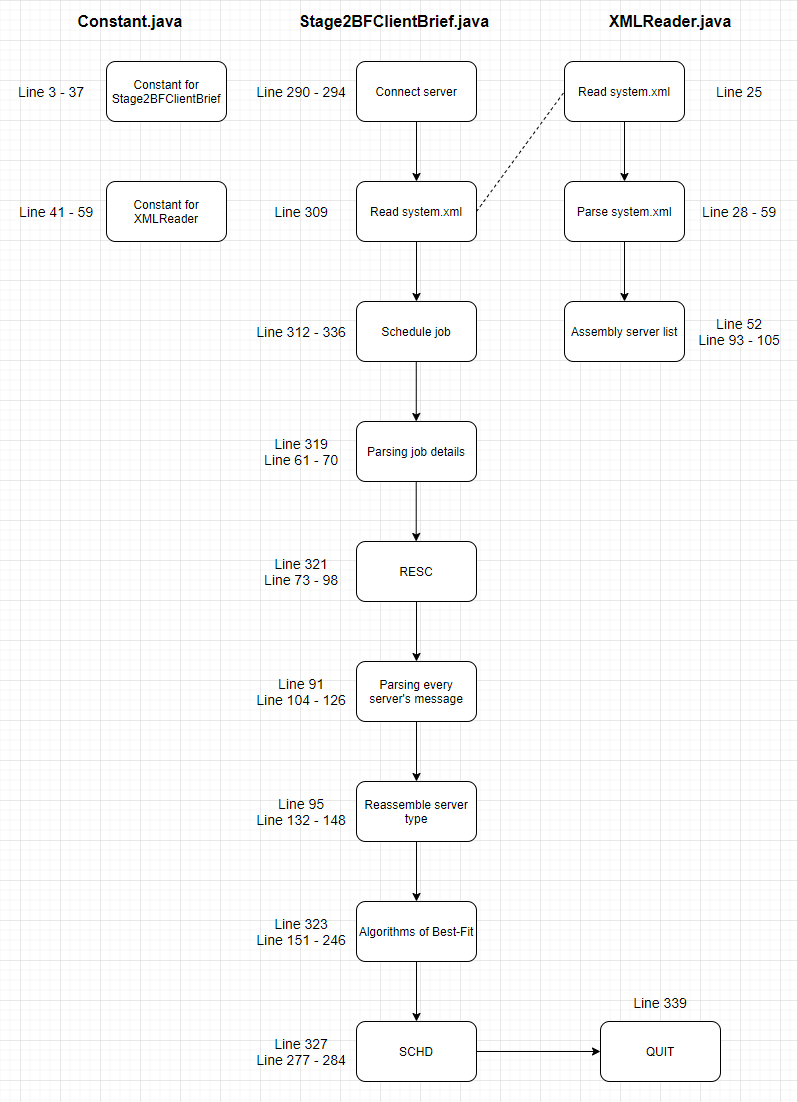 Constant.java
Stage2BFClientBrief.java
XMLReader.java
Line 3 - 37
Constant for
Stage2BFClientBrief
Line 290 - 294
Connect server
Read system.xml
Line 25
Line 41 - 59
Constant for
XMLReader
Line 309
Read system.xml
Parse system.xml
Line 28 - 59
Line 312 - 336
Schedule job
Assembly server list
Line 52
Line 93 - 105
Line 319
Line 61 - 70
Parsing job details
Line 321
Line 73 - 98
RESC
Line 91
Line 104 - 126
Parsing every
server's message
Line 95
Line 132 - 148
Reassemble server
type
Line 323
Line 151 - 246
Algorithms of Best-Fit
Line 327
Line 277 - 284
SCHD
Line 339
QUIT